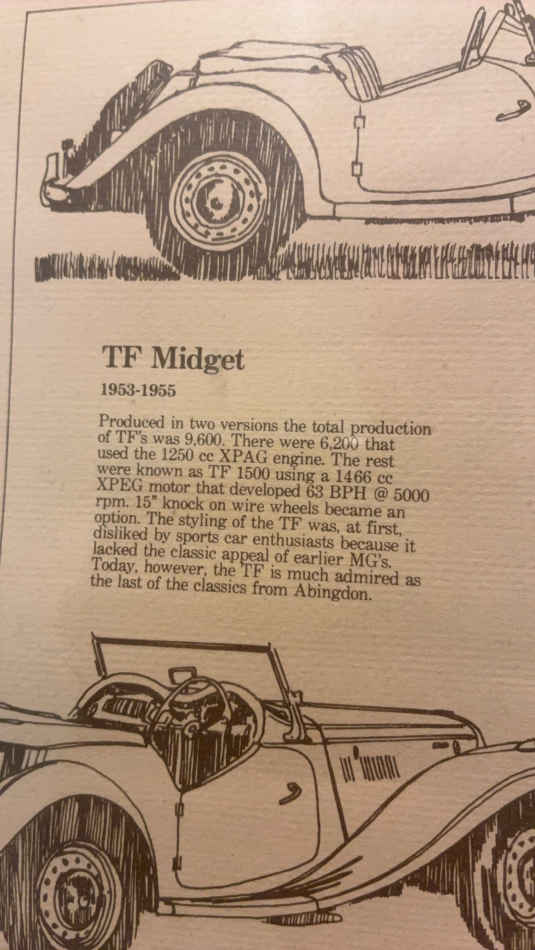 TF Midget
1953-1955
Produced in two versions the total production
of TF's was 9,600. There were 6,200 that
used the 1250 cc XPAG engine. The rest
were known as TF 1500 using a 1466 cc
XPEG motor that developed 63 BPH @ 5000
rpm. 15" knock on wire wheels became an
option. The styling of the TF was, at first,
disliked by sports car enthusiasts because it
lacked the classic appeal of earlier MG's.
Today, however, the TF is much admired as
the last of the classics from Abingdon.